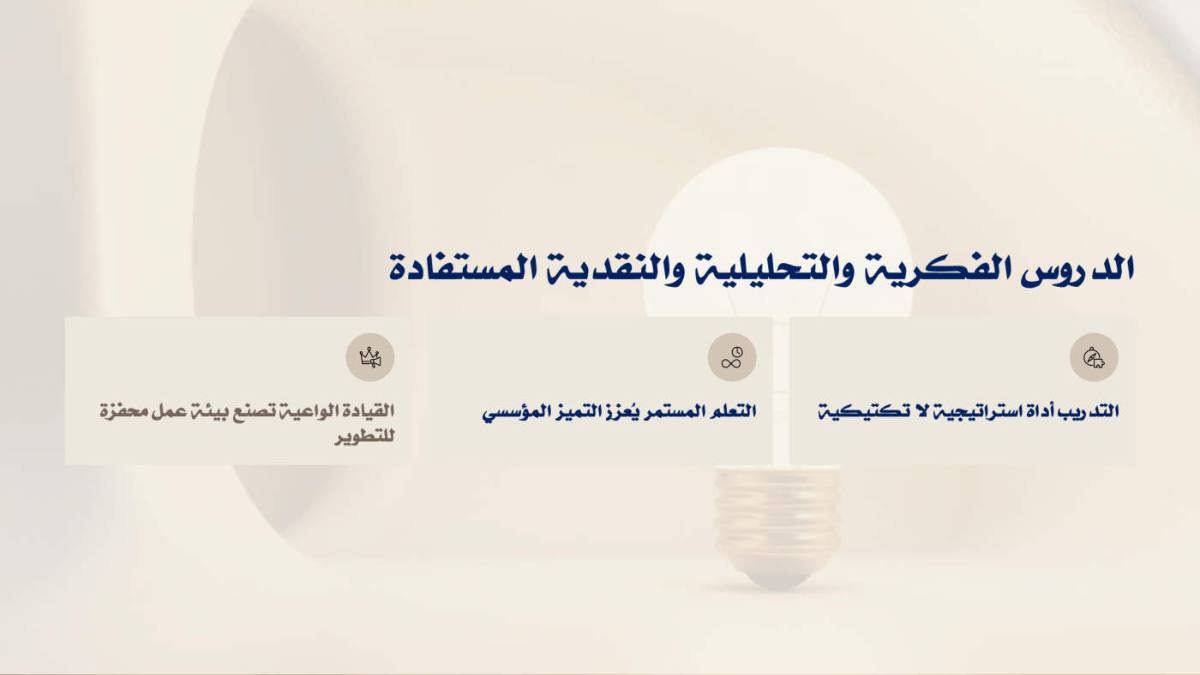 الدروس الفكرية والتحليلية والنقدية المستفادة
التدريب أداة استراتيجية لا تكتيكية
التعلم المستمر يُعزز التميز المؤسسي
القيادة الواعية تصنع بيئة عمل محفزة
للتطوير